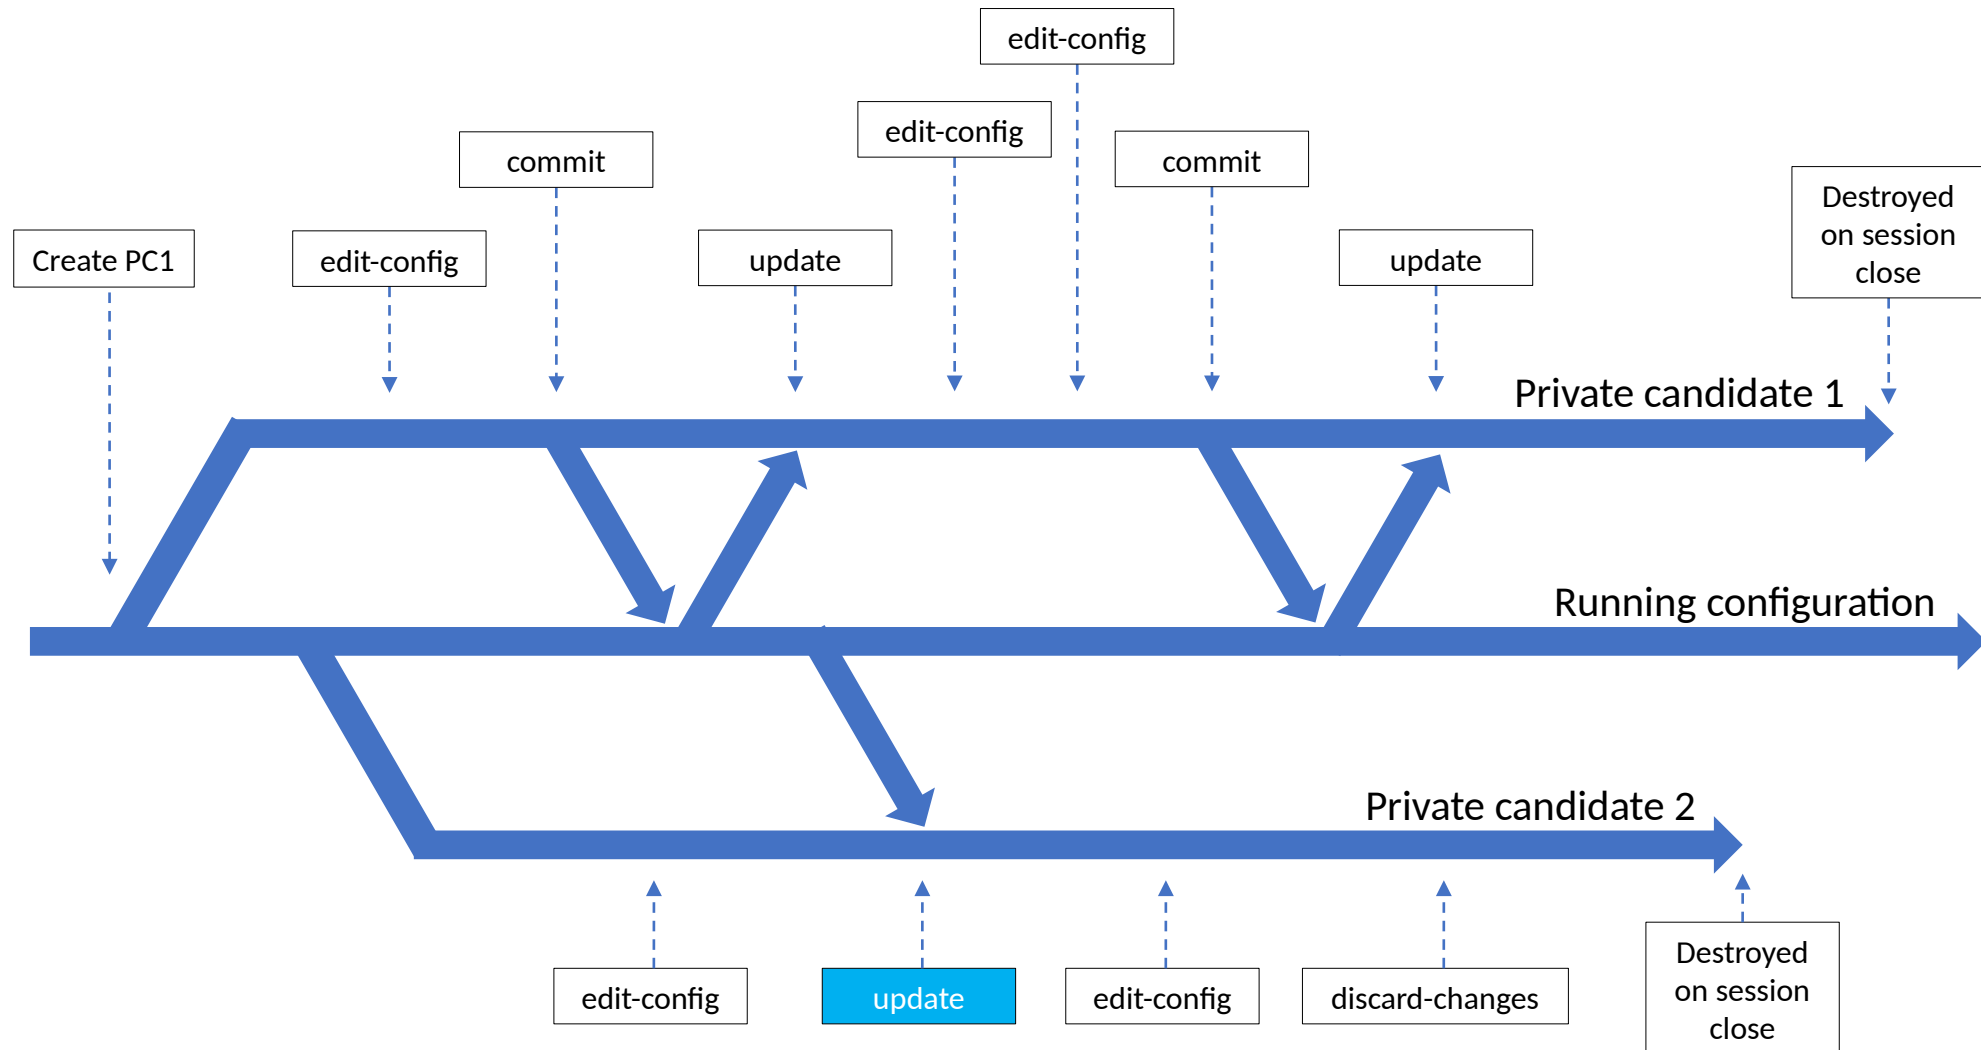 edit-config
edit-config
commit
commit
Destroyed
on session
close
Create PC1
edit-config
update
update
Private candidate 1
Running configuration
Private candidate 2
edit-config
update
edit-config
discard-changes
Destroyed
on session
close